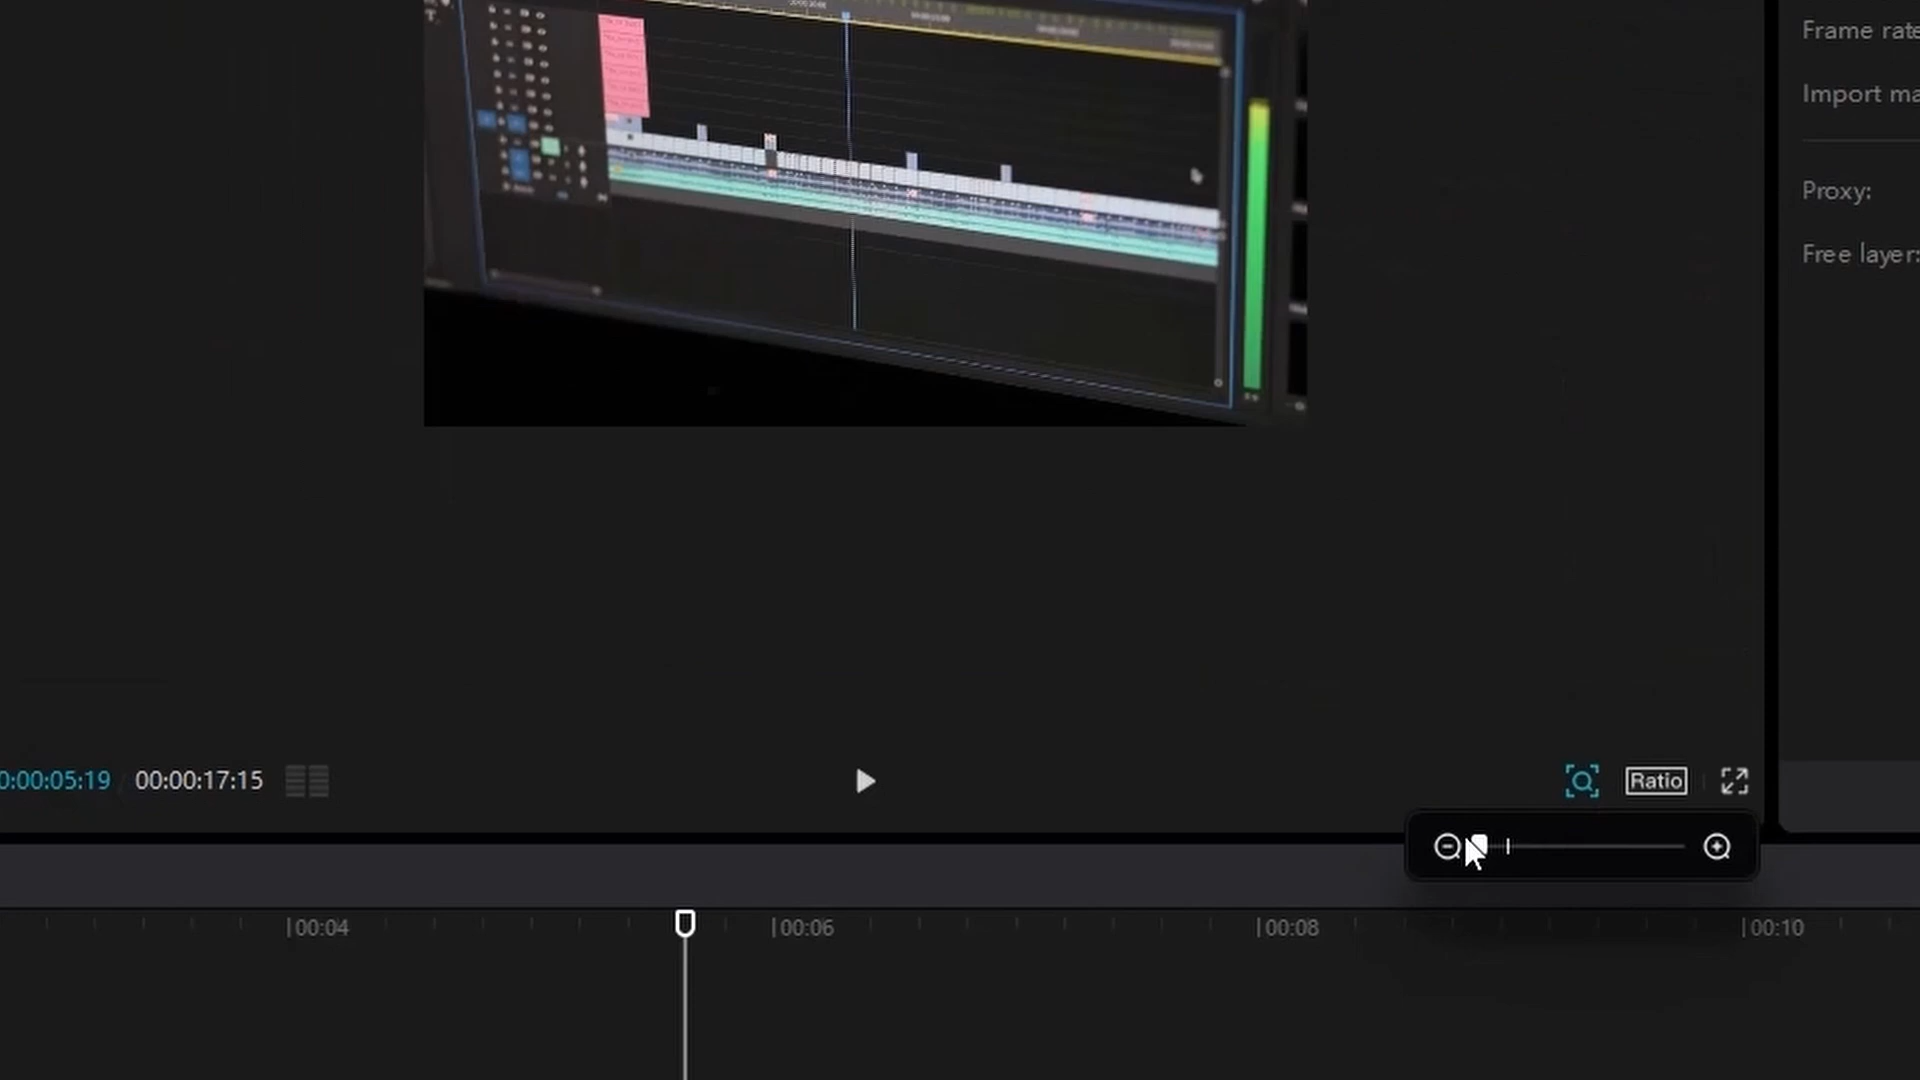 Frame rate
Import ma
Proxy:
Free layer:
0:00:05:19 / 00:00:17:15
Ratio
00:04
00:06
00:08
00:10